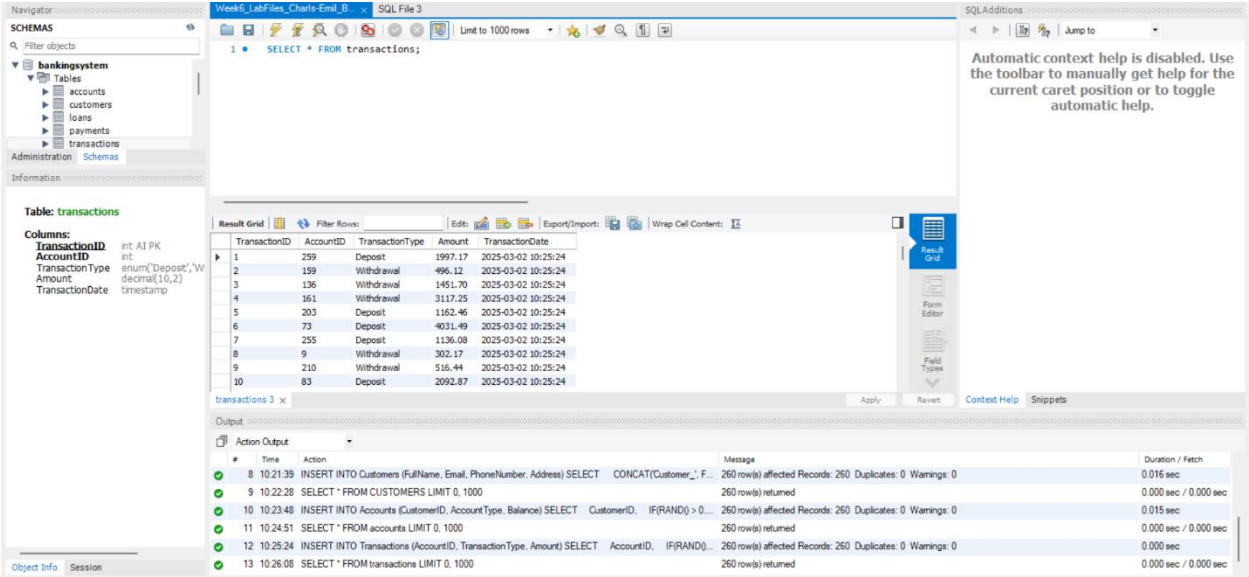 Navigator
SCHEMAS
Filter objects
bankingsystem
Tables
accounts
customers
loans
payments
transactions
Administration Schemas
Information
Table: transactions
Columns:
TransactionID int AI PK
AccountID int
TransactionType enum('Deposit','W
Amount decimal(10,2)
TransactionDate timestamp
Object Info Session
Week6_LabFiles_Charls-Emil_B... × SQL File 3
Limit to 1000 rows
1 SELECT * FROM transactions;
Result Grid Filter Rows: Edit: Export/Import: Wrap Cell Content:
TransactionID AccountID TransactionType Amount TransactionDate
1 259 Deposit 1997.17 2025-03-02 10:25:24
2 159 Withdrawal 496.12 2025-03-02 10:25:24
3 136 Withdrawal 1451.70 2025-03-02 10:25:24
4 161 Withdrawal 3117.25 2025-03-02 10:25:24
5 203 Deposit 1162.46 2025-03-02 10:25:24
6 73 Deposit 4031.49 2025-03-02 10:25:24
7 255 Deposit 1136.08 2025-03-02 10:25:24
8 9 Withdrawal 302.17 2025-03-02 10:25:24
9 210 Withdrawal 516.44 2025-03-02 10:25:24
10 83 Deposit 2092.87 2025-03-02 10:25:24
Result
Grid
Form
Editor
Field
Types
transactions 3 × Apply Revert
SQLAdditions
Jump to
Automatic context help is disabled. Use
the toolbar to manually get help for the
current caret position or to toggle
automatic help.
Context Help Snippets
Output
Action Output
# Time Action Message Duration / Fetch
8 10:21:39 INSERT INTO Customers (FullName, Email, PhoneNumber, Address) SELECT CONCAT('Customer_', F... 260 row(s) affected Records: 260 Duplicates: 0 Warnings: 0 0.016 sec
9 10:22:28 SELECT * FROM CUSTOMERS LIMIT 0, 1000 260 row(s) returned 0.000 sec / 0.000 sec
10 10:23:48 INSERT INTO Accounts (CustomerID, AccountType, Balance) SELECT CustomerID, IF(RAND() > 0.... 260 row(s) affected Records: 260 Duplicates: 0 Warnings: 0 0.015 sec
11 10:24:51 SELECT * FROM accounts LIMIT 0, 1000 260 row(s) returned 0.000 sec / 0.000 sec
12 10:25:24 INSERT INTO Transactions (AccountID, TransactionType, Amount) SELECT AccountID, IF(RAND()... 260 row(s) affected Records: 260 Duplicates: 0 Warnings: 0 0.000 sec
13 10:26:08 SELECT * FROM transactions LIMIT 0, 1000 260 row(s) returned 0.000 sec / 0.000 sec